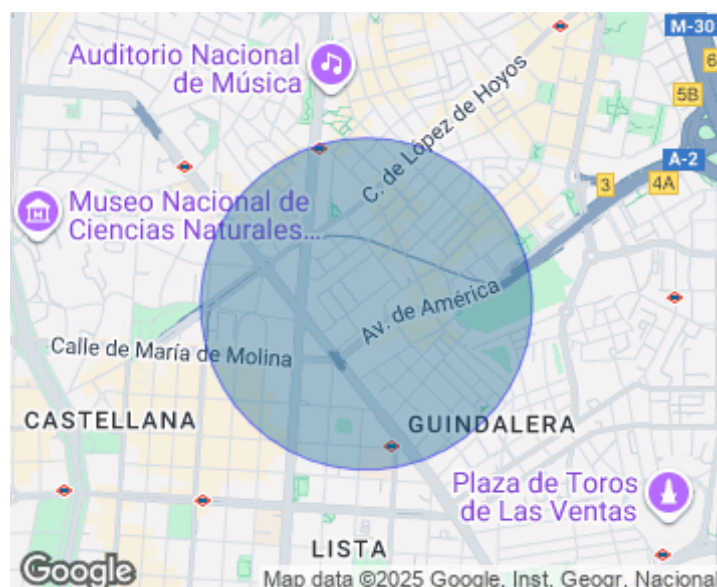 M-30
6
5B
Auditorio Nacional
de Música
C. de López de Hoyos
A-2
3
4A
Museo Nacional de
Ciencias Naturales...
Av. de América
Calle de María de Molina
CASTELLANA
GUINDALERA
Plaza de Toros
de Las Ventas
LISTA
Google
Map data ©2025 Google, Inst. Geogr. Nacional